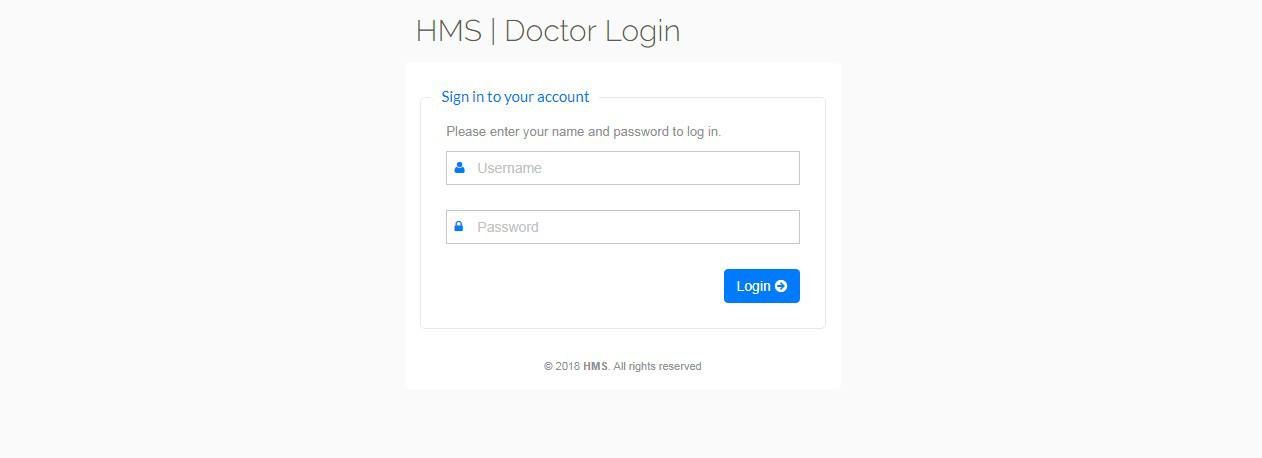 HMS | Doctor Login
Sign in to your account
Please enter your name and password to log in.
Username
Password
Login
© 2018 HMS. All rights reserved